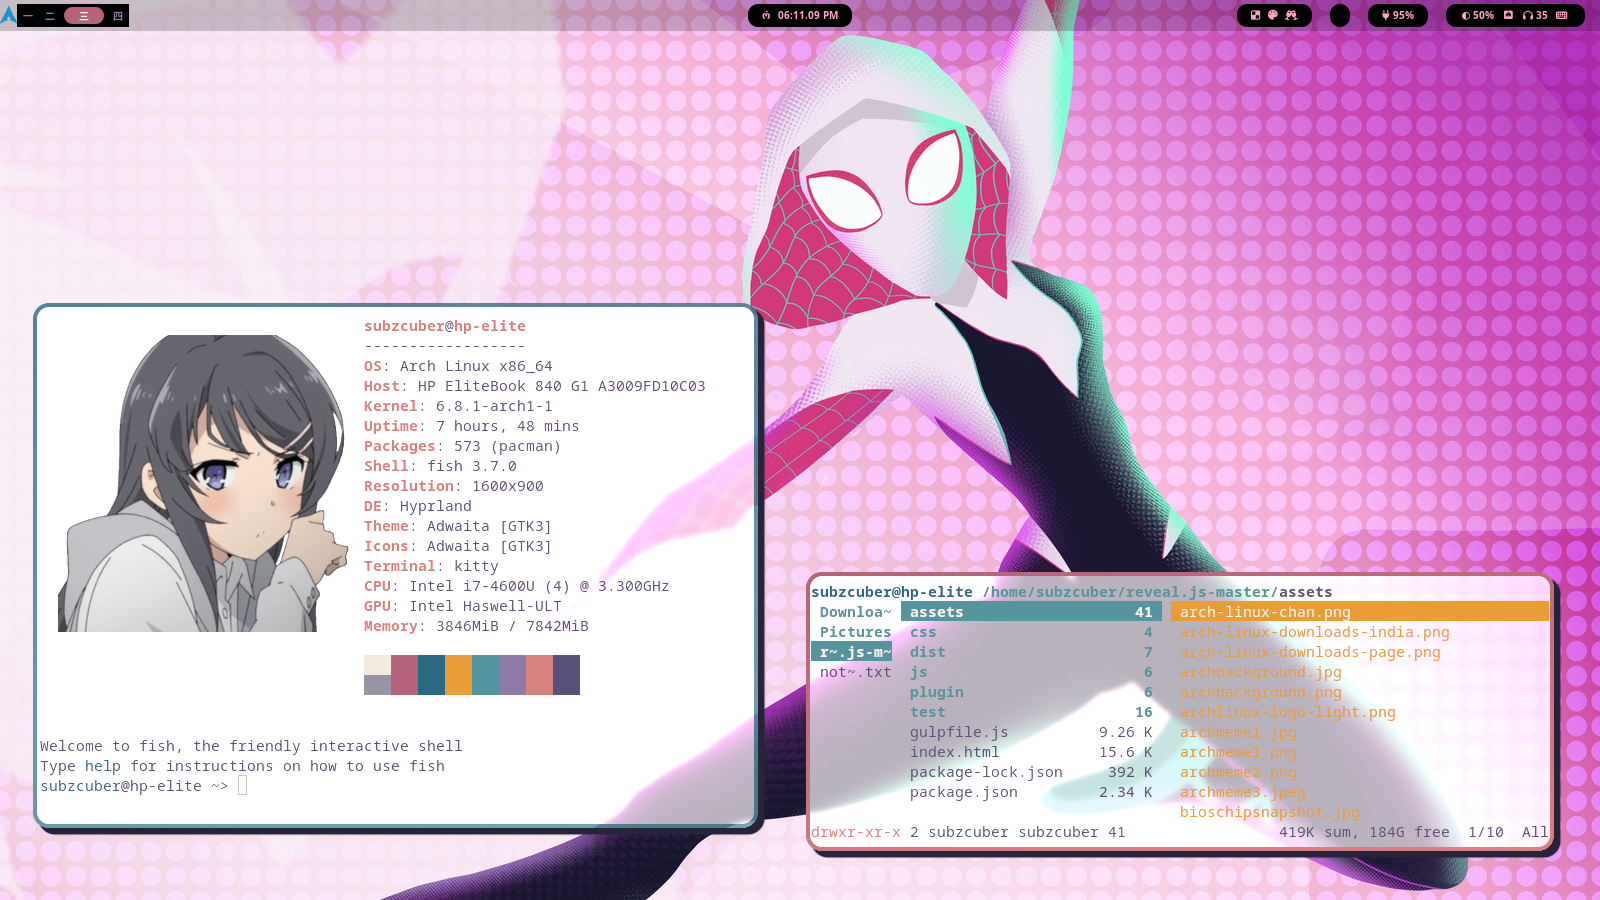 一 二 三 四
06:11.09 PM
95%
50% 35
subzcuber@hp-elite
------------------
OS: Arch Linux x86_64
Host: HP EliteBook 840 G1 A3009FD10C03
Kernel: 6.8.1-arch1-1
Uptime: 7 hours, 48 mins
Packages: 573 (pacman)
Shell: fish 3.7.0
Resolution: 1600x900
DE: Hyprland
Theme: Adwaita [GTK3]
Icons: Adwaita [GTK3]
Terminal: kitty
CPU: Intel i7-4600U (4) @ 3.300GHz
GPU: Intel Haswell-ULT
Memory: 3846MiB / 7842MiB
Welcome to fish, the friendly interactive shell
Type help for instructions on how to use fish
subzcuber@hp-elite ~>
subzcuber@hp-elite /home/subzcuber/reveal.js-master/assets
Downloa~ assets 41 arch-linux-chan.png
Pictures css 4 arch-linux-downloads-india.png
r~.js-m~ dist 7 arch-linux-downloads-page.png
not~.txt js 6 archbackground.jpg
plugin 6 archbackground.png
test 16 archlinux-logo-light.png
gulpfile.js 9.26 K archmeme1.jpg
index.html 15.6 K archmeme1.png
package-lock.json 392 K archmeme2.png
package.json 2.34 K archmeme3.jpeg
bioschipsnapshot.jpg
drwxr-xr-x 2 subzcuber subzcuber 41 419K sum, 184G free 1/10 All